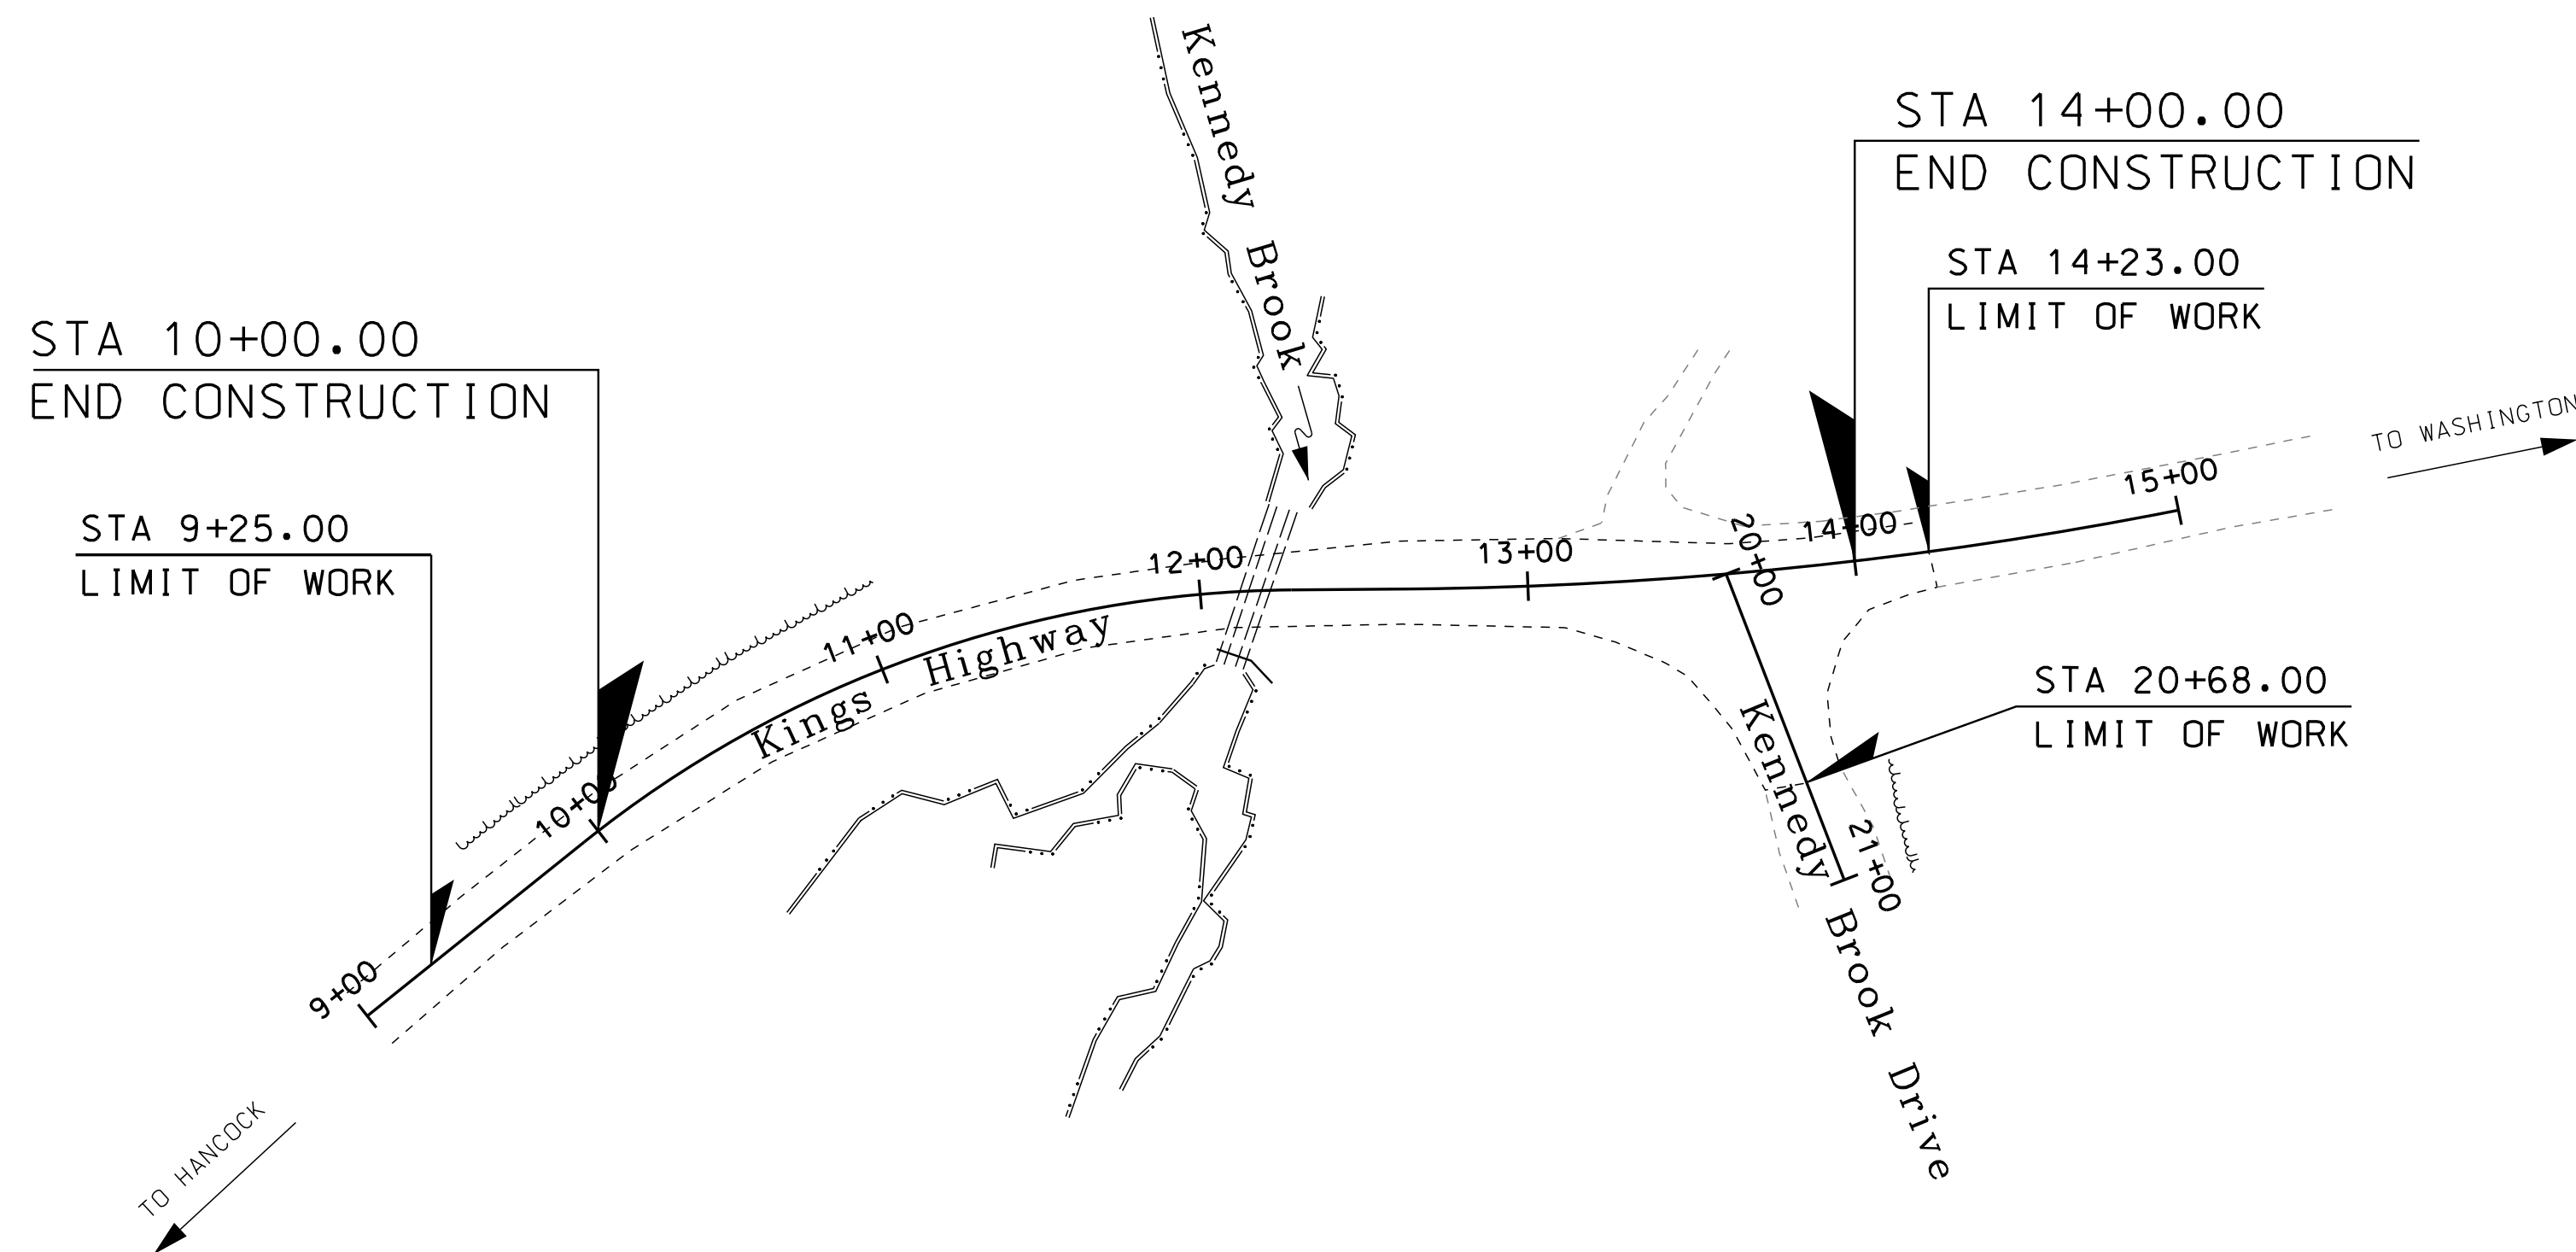 Kennedy Brook
STA 14+00.00
END CONSTRUCTION
STA 14+23.00
LIMIT OF WORK
STA 10+00.00
END CONSTRUCTION
STA 9+25.00
LIMIT OF WORK
TO WASHINGTON
15+00
14+00
20+00
13+00
12+00
11+00
Kings Highway
10+00
9+00
STA 20+68.00
LIMIT OF WORK
Kennedy Brook Drive
21+00
TO HANCOCK